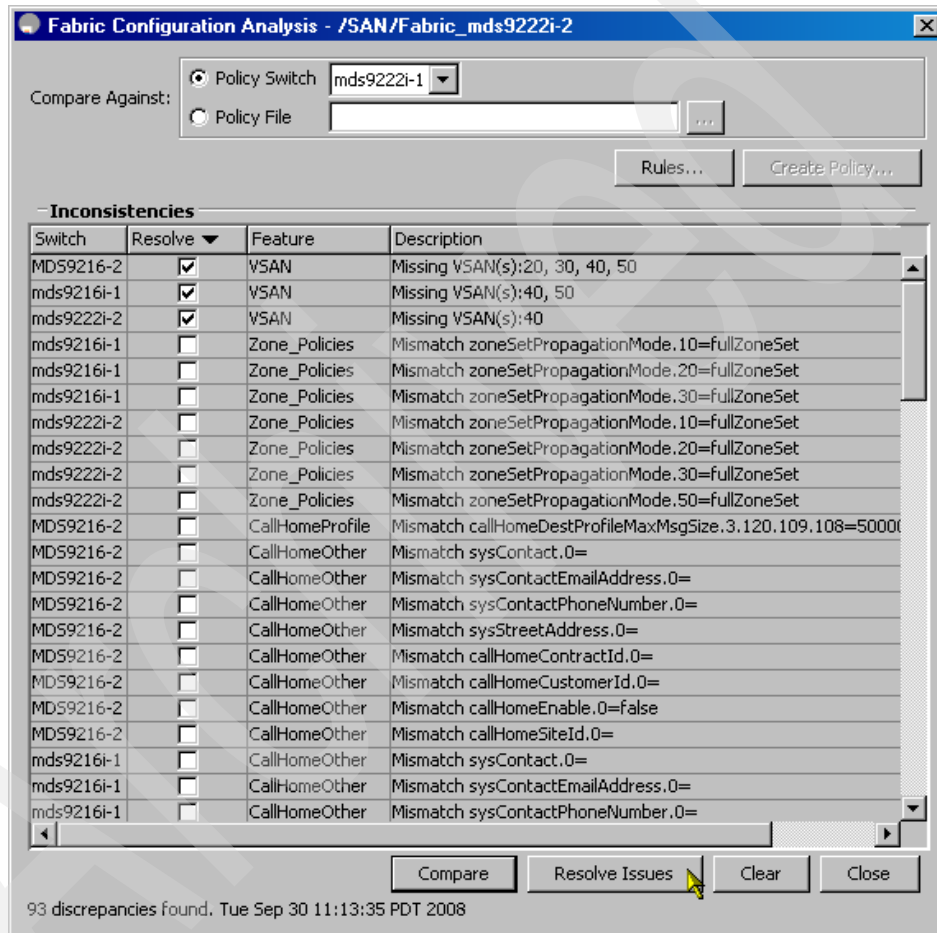 Fabric Configuration Analysis - /SAN/Fabric_mds9222i-2
Compare Against:
Policy Switch mds9222i-1
Policy File ...
Rules... Create Policy...
Inconsistencies
Switch Resolve Feature Description
MDS9216-2 VSAN Missing VSAN(s):20, 30, 40, 50
mds9216i-1 VSAN Missing VSAN(s):40, 50
mds9222i-2 VSAN Missing VSAN(s):40
mds9216i-1 Zone_Policies Mismatch zoneSetPropagationMode.10=fullZoneSet
mds9216i-1 Zone_Policies Mismatch zoneSetPropagationMode.20=fullZoneSet
mds9216i-1 Zone_Policies Mismatch zoneSetPropagationMode.30=fullZoneSet
mds9222i-2 Zone_Policies Mismatch zoneSetPropagationMode.10=fullZoneSet
mds9222i-2 Zone_Policies Mismatch zoneSetPropagationMode.20=fullZoneSet
mds9222i-2 Zone_Policies Mismatch zoneSetPropagationMode.30=fullZoneSet
mds9222i-2 Zone_Policies Mismatch zoneSetPropagationMode.50=fullZoneSet
MDS9216-2 CallHomeProfile Mismatch callHomeDestProfileMaxMsgSize.3.120.109.108=50000
MDS9216-2 CallHomeOther Mismatch sysContact.0=
MDS9216-2 CallHomeOther Mismatch sysContactEmailAddress.0=
MDS9216-2 CallHomeOther Mismatch sysContactPhoneNumber.0=
MDS9216-2 CallHomeOther Mismatch sysStreetAddress.0=
MDS9216-2 CallHomeOther Mismatch callHomeContractId.0=
MDS9216-2 CallHomeOther Mismatch callHomeCustomerId.0=
MDS9216-2 CallHomeOther Mismatch callHomeEnable.0=false
MDS9216-2 CallHomeOther Mismatch callHomeSiteId.0=
mds9216i-1 CallHomeOther Mismatch sysContact.0=
mds9216i-1 CallHomeOther Mismatch sysContactEmailAddress.0=
mds9216i-1 CallHomeOther Mismatch sysContactPhoneNumber.0=
Compare Resolve Issues Clear Close
93 discrepancies found. Tue Sep 30 11:13:35 PDT 2008